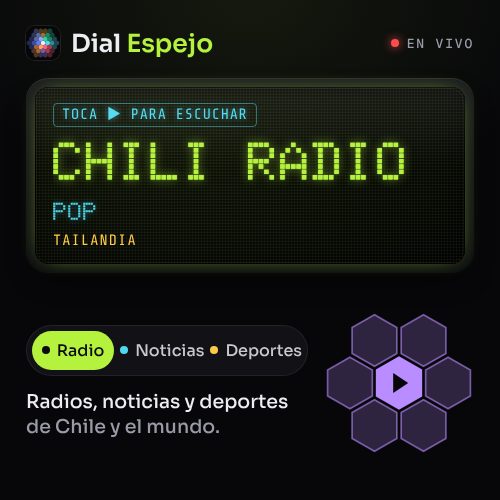 Dial Espejo
EN VIVO
TOCA ▶ PARA ESCUCHAR
CHILI RADIO
POP
TAILANDIA
Radio Noticias Deportes
Radios, noticias y deportes
de Chile y el mundo.